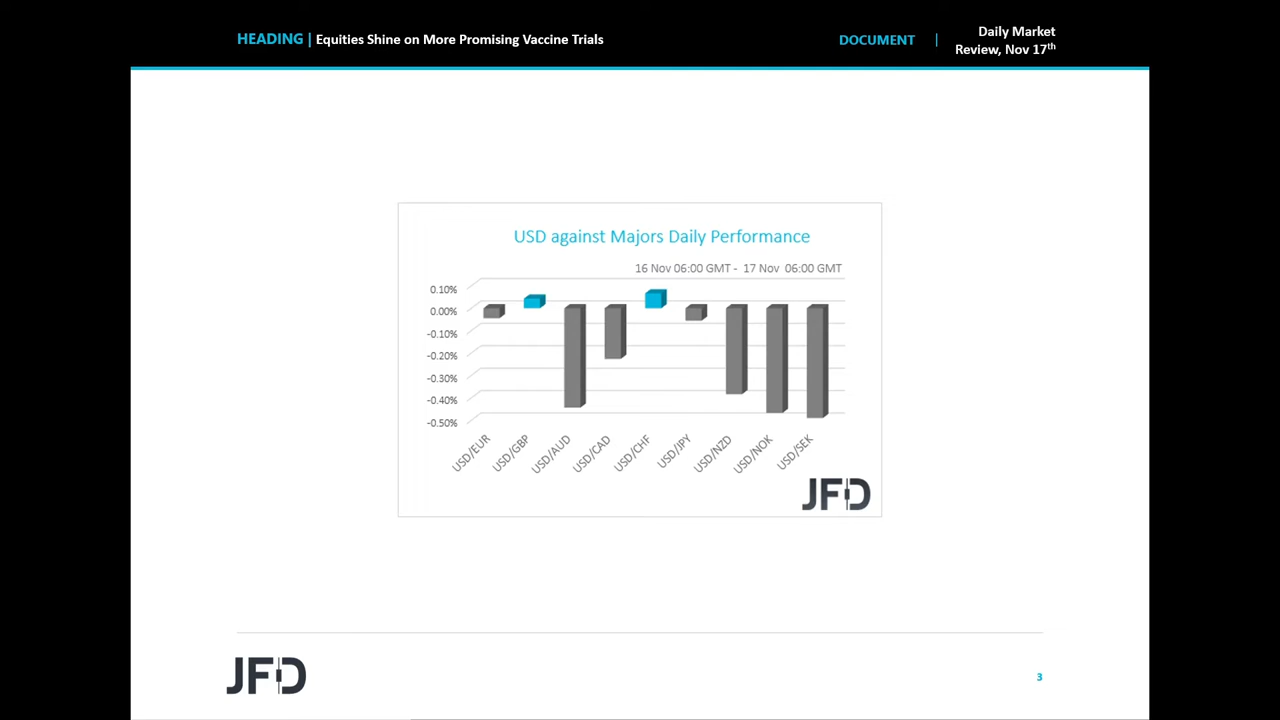 HEADING | Equities Shine on More Promising Vaccine Trials
DOCUMENT |
Daily Market
Review, Nov 17th
USD against Majors Daily Performance
16 Nov 06:00 GMT - 17 Nov 06:00 GMT
0.10%
0.00%
-0.10%
-0.20%
-0.30%
-0.40%
-0.50%
USD/EUR
USD/GBP
USD/AUD
USD/CAD
USD/CHF
USD/JPY
USD/NZD
USD/NOK
USD/SEK
JFD
JFD
3